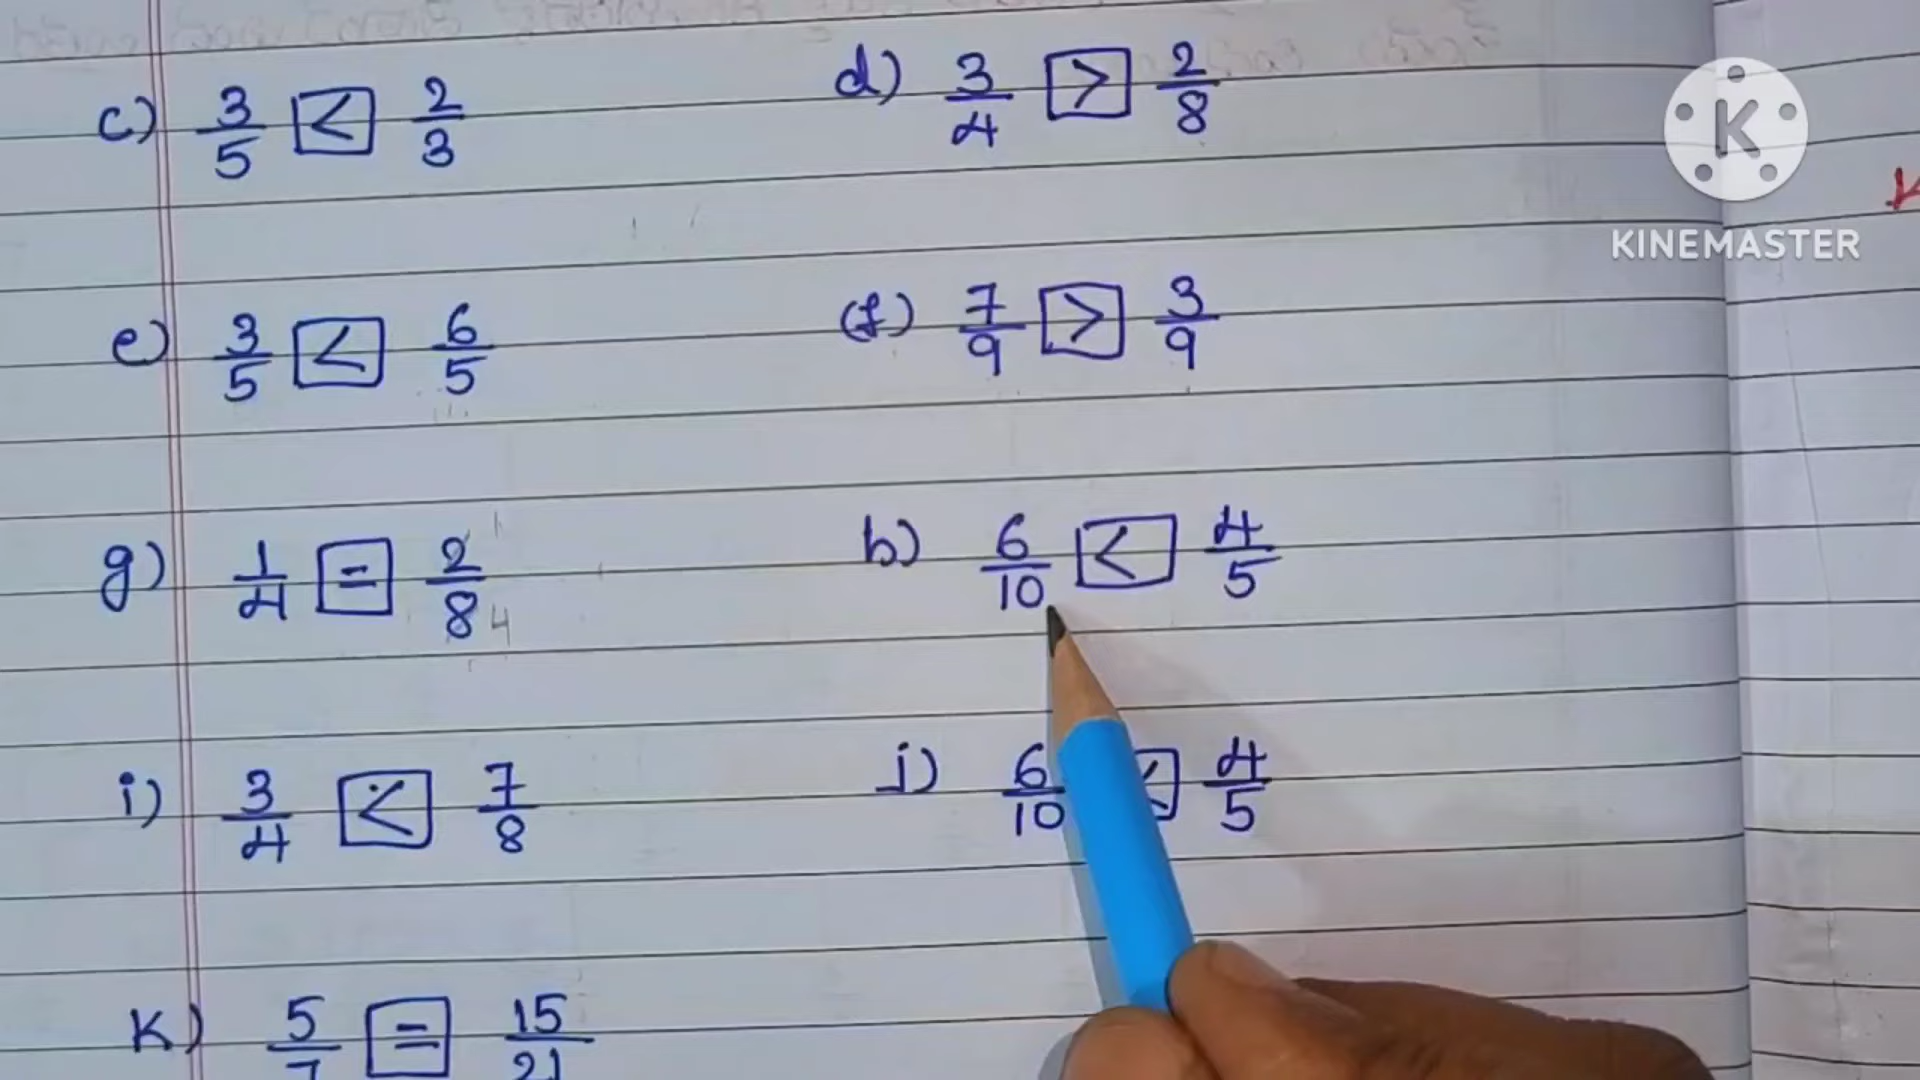 c) 3/5 < 2/3
d) 3/4 > 2/8
KINEMASTER
e) 3/5 < 6/5
(f) 7/9 > 3/9
g) 1/4 = 2/8 4
h) 6/10 < 4/5
i) 3/4 < 7/8
j) 6/10 < 4/5
K) 5/7 = 15/21